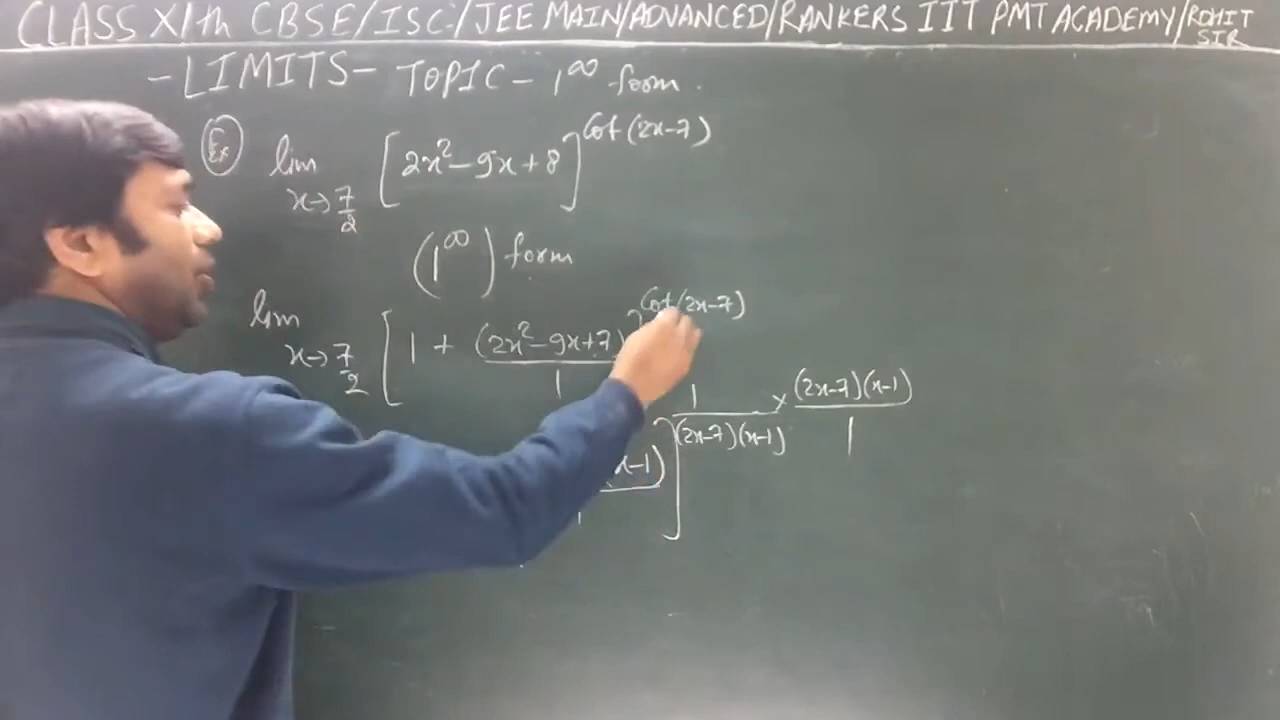 CLASS XIth CBSE/ISC/JEE MAIN/ADVANCED/RANKERS IIT PMT ACADEMY/ROHIT SIR
- LIMITS - TOPIC - 1^∞ form.
Ex lim x→7/2 [2x²-9x+8]^cot(2x-7)
(1^∞) form
lim x→7/2 [1 + (2x²-9x+7)/1]^cot(2x-7)
x-1)]^1/(2x-7)(x-1) × (2x-7)(x-1)/1